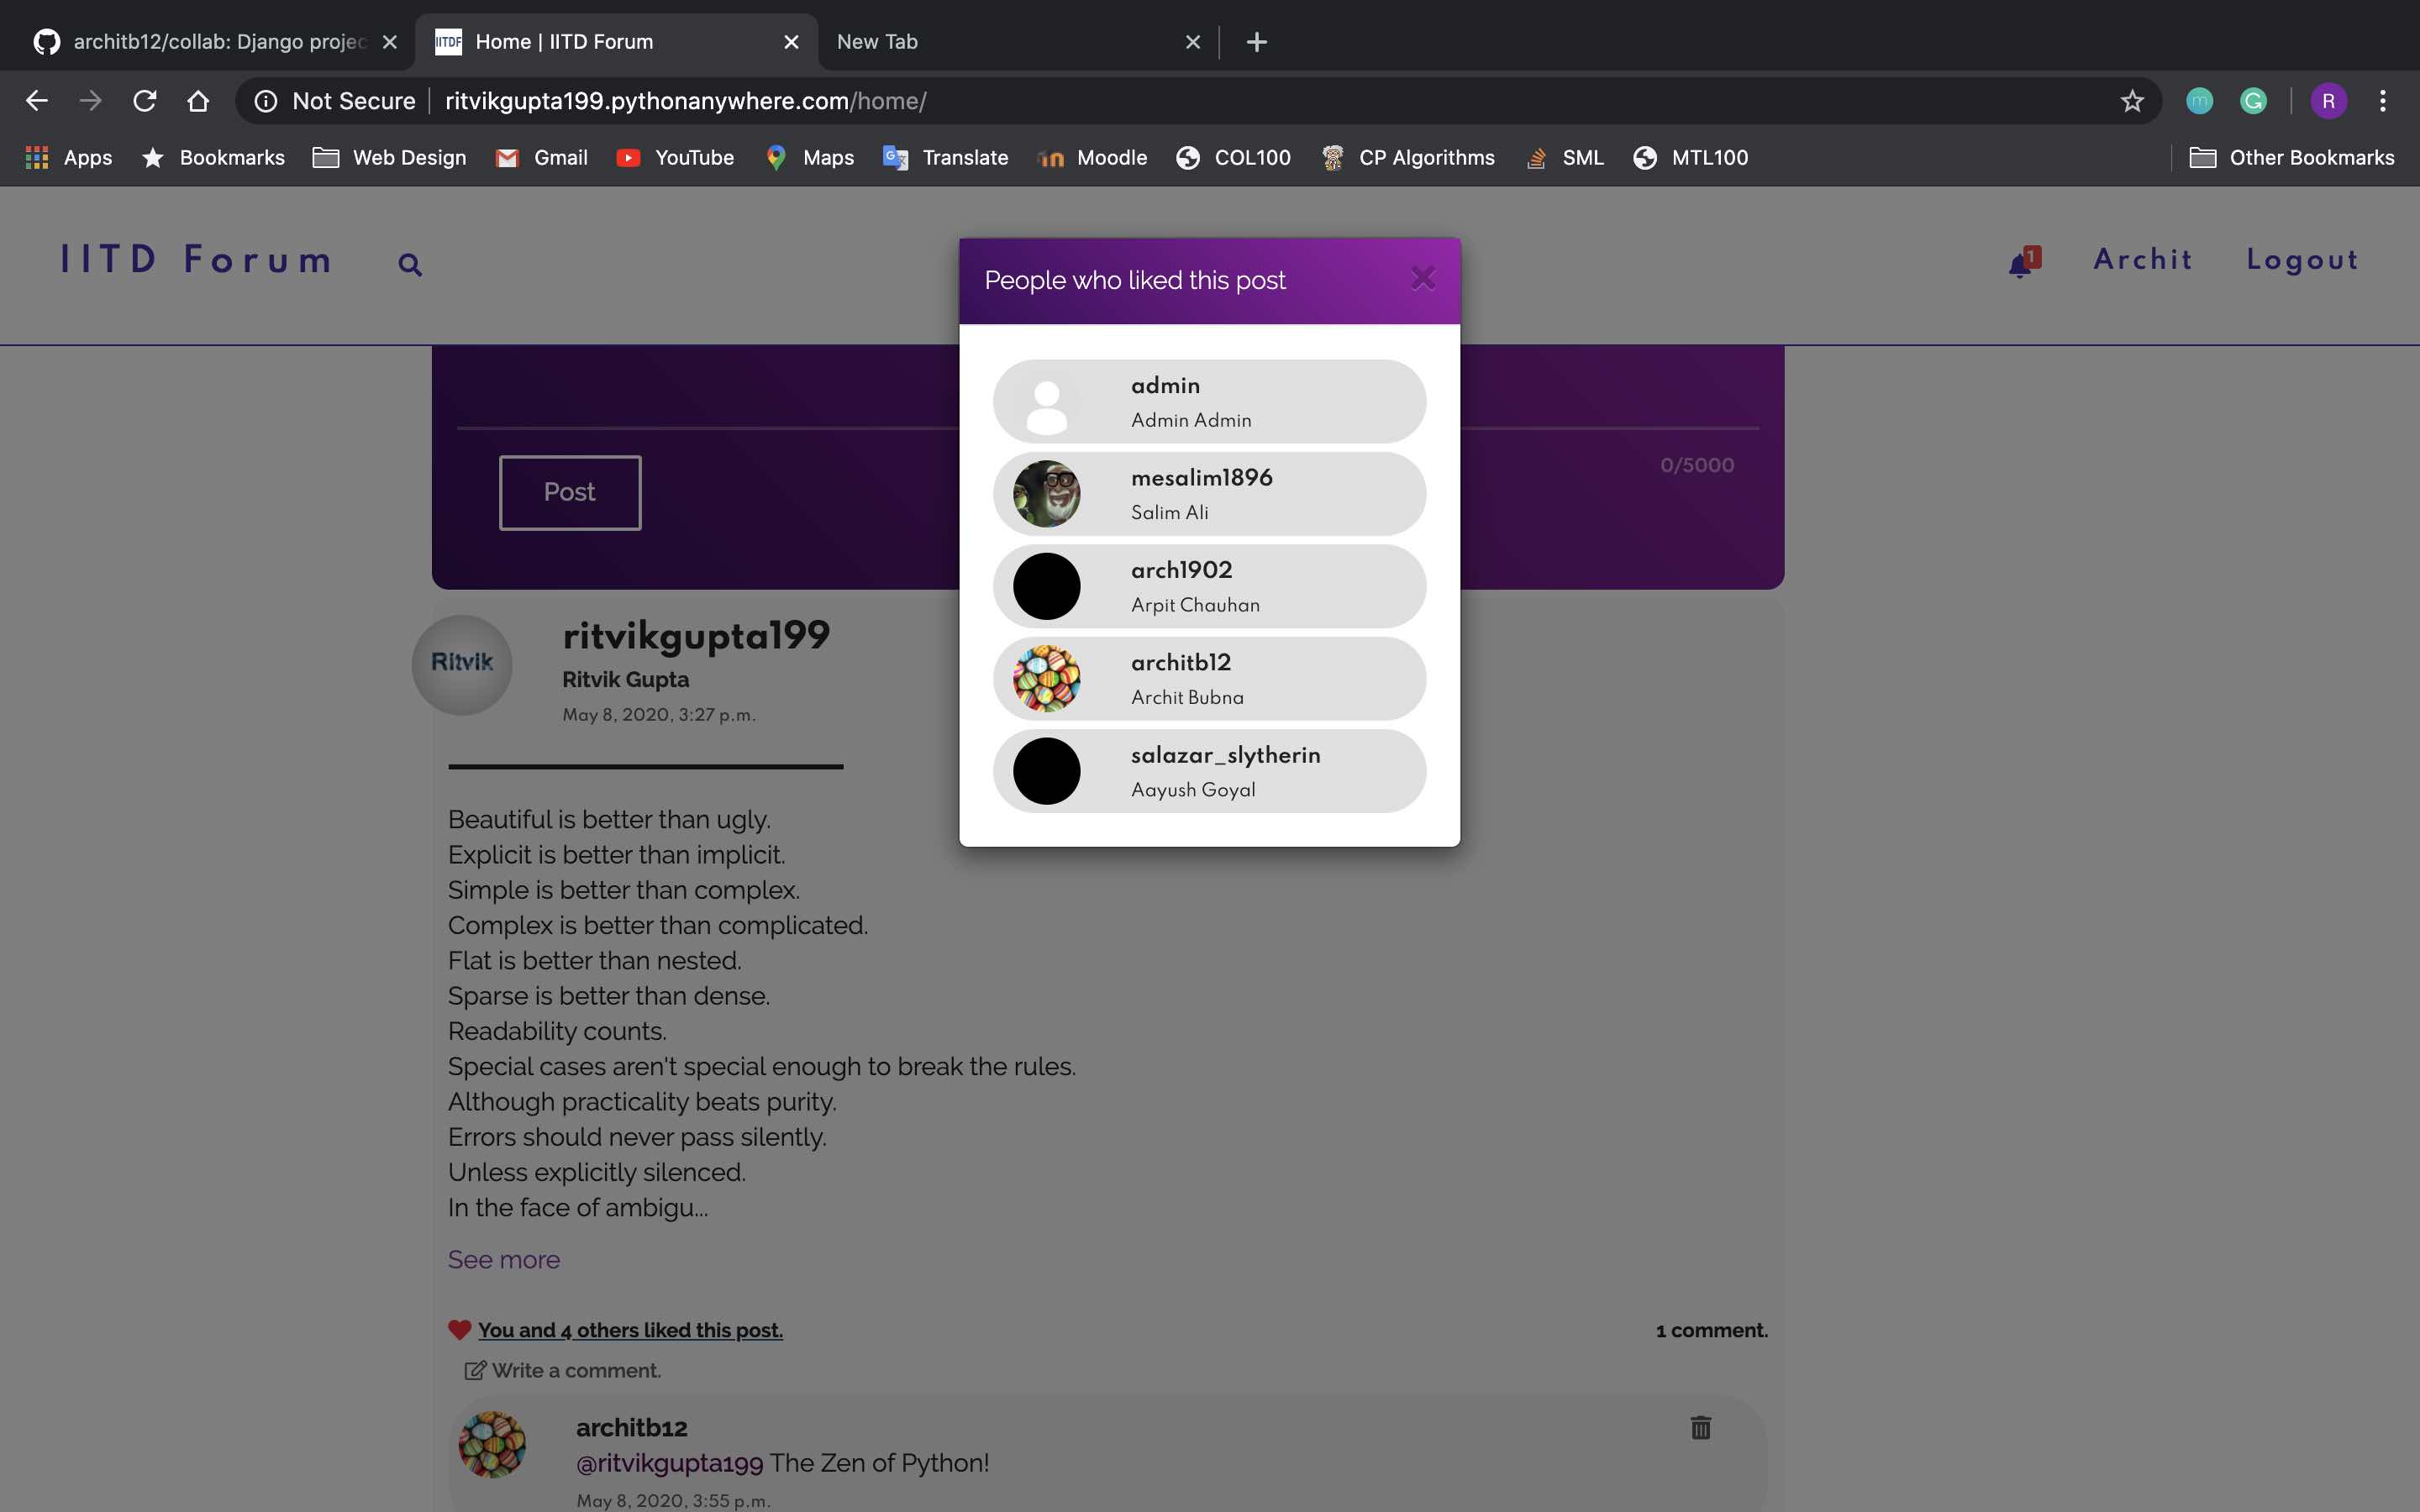 architb12/collab: Django projec
IITDF Home | IITD Forum
New Tab
Not Secure ritvikgupta199.pythonanywhere.com/home/
m G R
Apps Bookmarks Web Design Gmail YouTube Maps Translate Moodle COL100 CP Algorithms SML MTL100 Other Bookmarks
IITD Forum 1 Archit Logout
People who liked this post
admin
Admin Admin
mesalim1896
Salim Ali
arch1902
Arpit Chauhan
architb12
Archit Bubna
salazar_slytherin
Aayush Goyal
0/5000
Post
Ritvik
ritvikgupta199
Ritvik Gupta
May 8, 2020, 3:27 p.m.
Beautiful is better than ugly.
Explicit is better than implicit.
Simple is better than complex.
Complex is better than complicated.
Flat is better than nested.
Sparse is better than dense.
Readability counts.
Special cases aren't special enough to break the rules.
Although practicality beats purity.
Errors should never pass silently.
Unless explicitly silenced.
In the face of ambigu...
See more
You and 4 others liked this post. 1 comment.
Write a comment.
architb12
@ritvikgupta199 The Zen of Python!
May 8, 2020, 3:55 p.m.